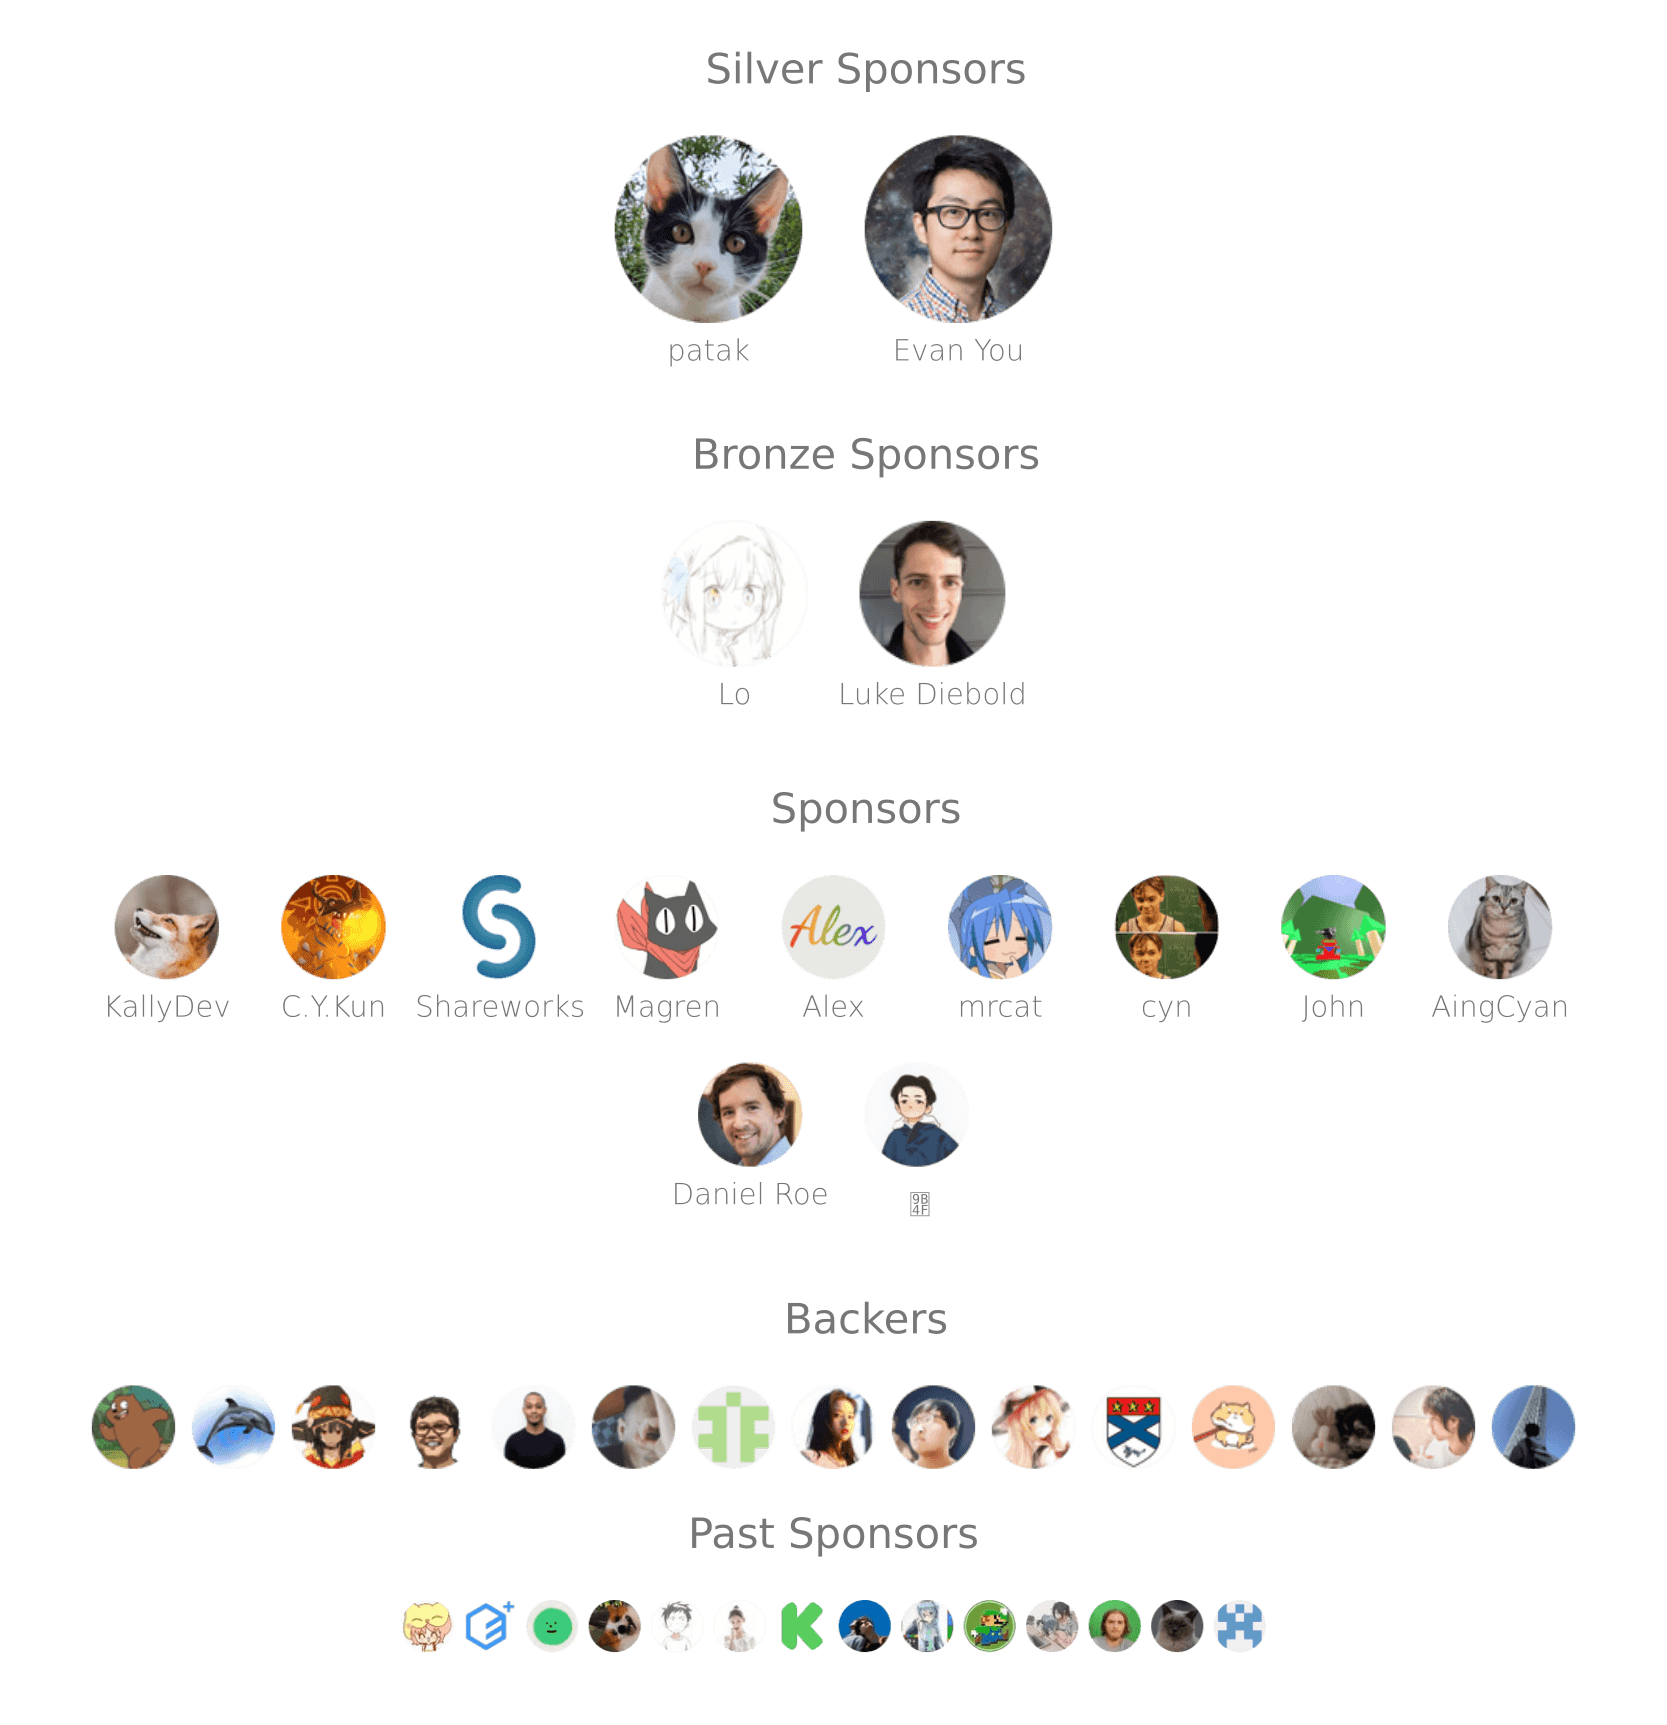 Silver Sponsors
patak Evan You
Bronze Sponsors
Lo Luke Diebold
Sponsors
Alex
KallyDev C.Y.Kun Shareworks Magren Alex mrcat cyn John AingCyan
Daniel Roe
Backers
Past Sponsors